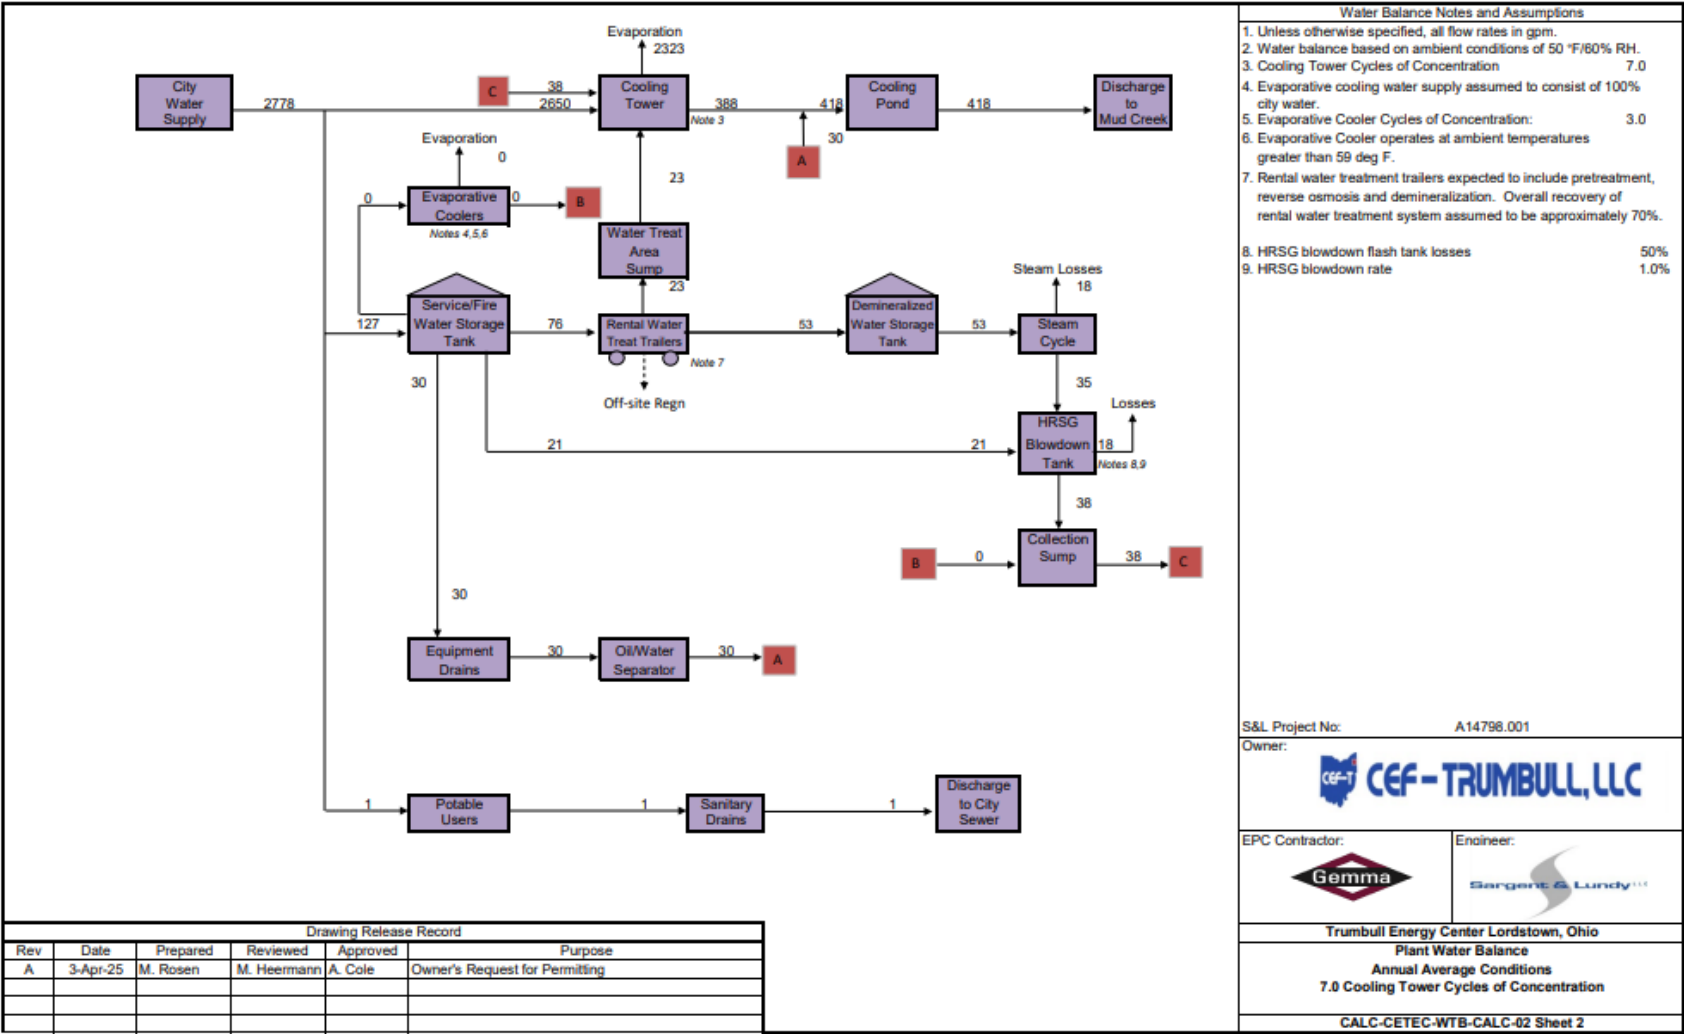 Evaporation
2323
City
Water
Supply
2778
C
38
2650
Cooling
Tower
388
Note 3
418
30
A
Cooling
Pond
418
Discharge
to
Mud Creek
Evaporation
0
0
Evaporative
Coolers
Notes 4,5,6
0
B
23
Water Treat
Area
Sump
23
127
Service/Fire
Water Storage
Tank
76
Rental Water
Treat Trailers
Note 7
Off-site Regn
53
Demineralized
Water Storage
Tank
53
Steam Losses
18
Steam
Cycle
35
30
21
21
HRSG
Blowdown
Tank
18
Losses
Notes 8,9
38
B
0
Collection
Sump
38
C
30
Equipment
Drains
30
Oil/Water
Separator
30
A
1
Potable
Users
1
Sanitary
Drains
1
Discharge
to City
Sewer
Water Balance Notes and Assumptions
1. Unless otherwise specified, all flow rates in gpm.
2. Water balance based on ambient conditions of 50 °F/60% RH.
3. Cooling Tower Cycles of Concentration 7.0
4. Evaporative cooling water supply assumed to consist of 100%
city water.
5. Evaporative Cooler Cycles of Concentration: 3.0
6. Evaporative Cooler operates at ambient temperatures
greater than 59 deg F.
7. Rental water treatment trailers expected to include pretreatment,
reverse osmosis and demineralization. Overall recovery of
rental water treatment system assumed to be approximately 70%.
8. HRSG blowdown flash tank losses 50%
9. HRSG blowdown rate 1.0%
S&L Project No: A14798.001
Owner:
CEF-T
CEF-TRUMBULL, LLC
EPC Contractor:
Gemma
Engineer:
Sargent & Lundy LLC
Trumbull Energy Center Lordstown, Ohio
Plant Water Balance
Annual Average Conditions
7.0 Cooling Tower Cycles of Concentration
CALC-CETEC-WTB-CALC-02 Sheet 2
Drawing Release Record
Rev Date Prepared Reviewed Approved Purpose
A 3-Apr-25 M. Rosen M. Heermann A. Cole Owner's Request for Permitting